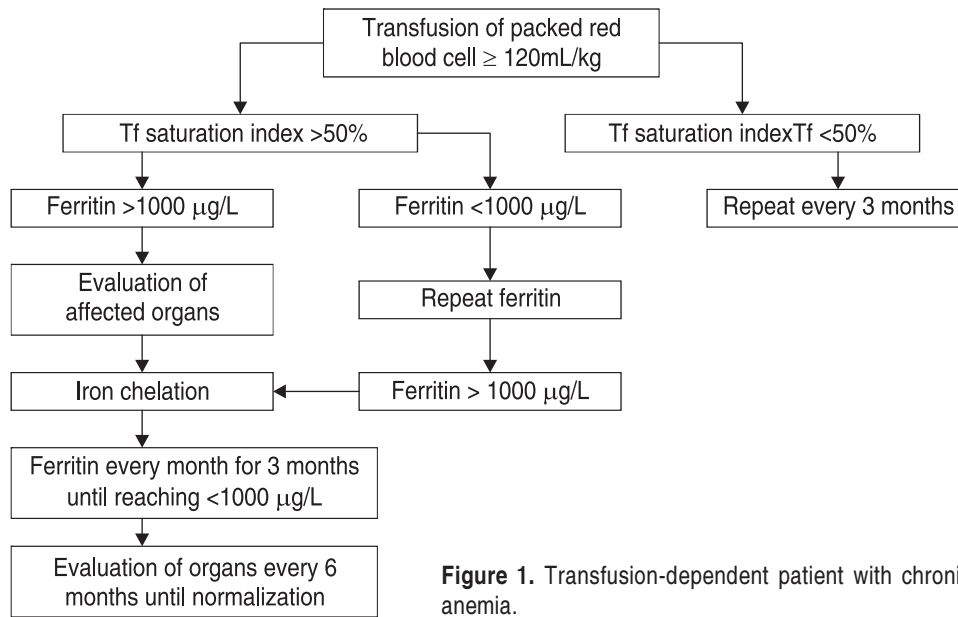 Transfusion of packed red
blood cell ≥ 120mL/kg
Tf saturation index >50%
Tf saturation indexTf <50%
Ferritin >1000 µg/L
Ferritin <1000 µg/L
Repeat every 3 months
Evaluation of
affected organs
Repeat ferritin
Iron chelation
Ferritin > 1000 µg/L
Ferritin every month for 3 months
until reaching <1000 µg/L
Evaluation of organs every 6
months until normalization
Figure 1. Transfusion-dependent patient with chroni
anemia.